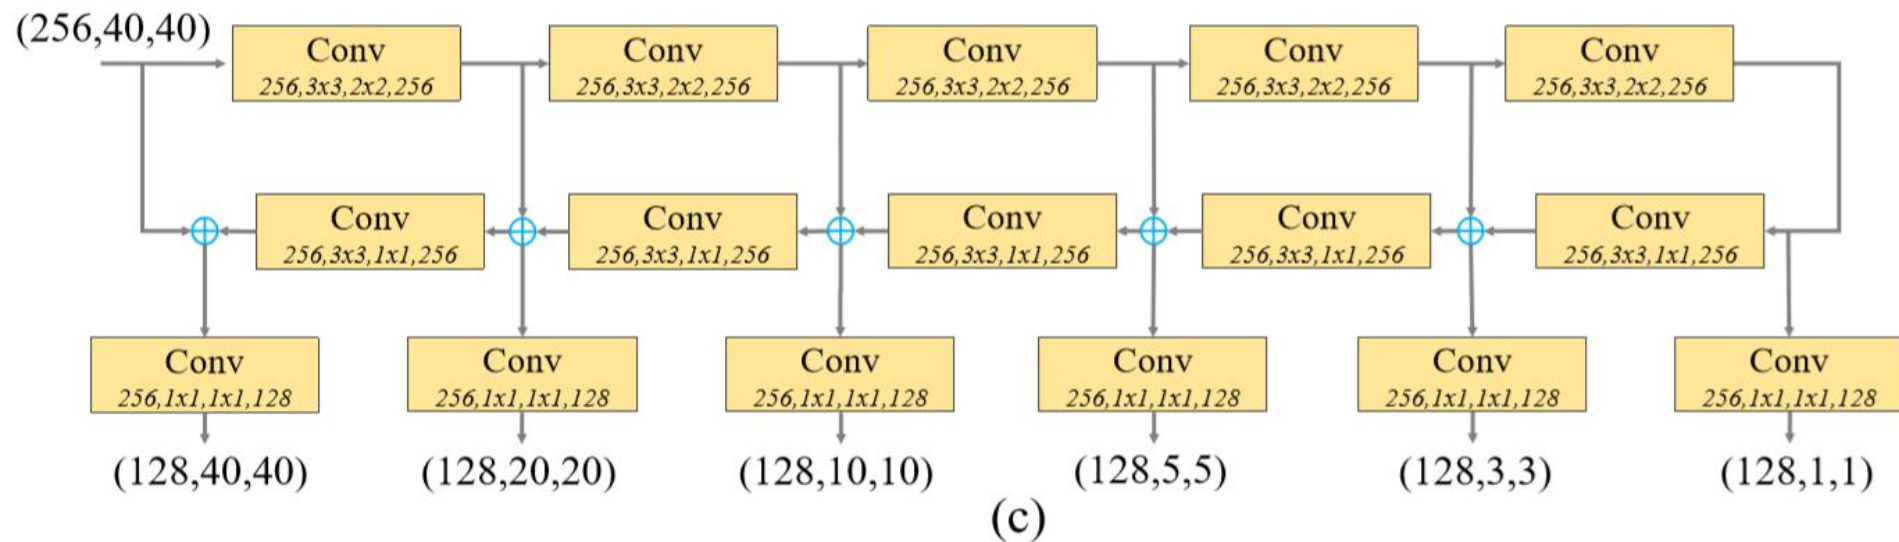 (256,40,40)
Conv
256,3x3,2x2,256
Conv
256,3x3,2x2,256
Conv
256,3x3,2x2,256
Conv
256,3x3,2x2,256
Conv
256,3x3,2x2,256
Conv
256,3x3,1x1,256
Conv
256,3x3,1x1,256
Conv
256,3x3,1x1,256
Conv
256,3x3,1x1,256
Conv
256,3x3,1x1,256
Conv
256,1x1,1x1,128
Conv
256,1x1,1x1,128
Conv
256,1x1,1x1,128
Conv
256,1x1,1x1,128
Conv
256,1x1,1x1,128
Conv
256,1x1,1x1,128
(128,40,40)
(128,20,20)
(128,10,10)
(128,5,5)
(128,3,3)
(128,1,1)
(c)